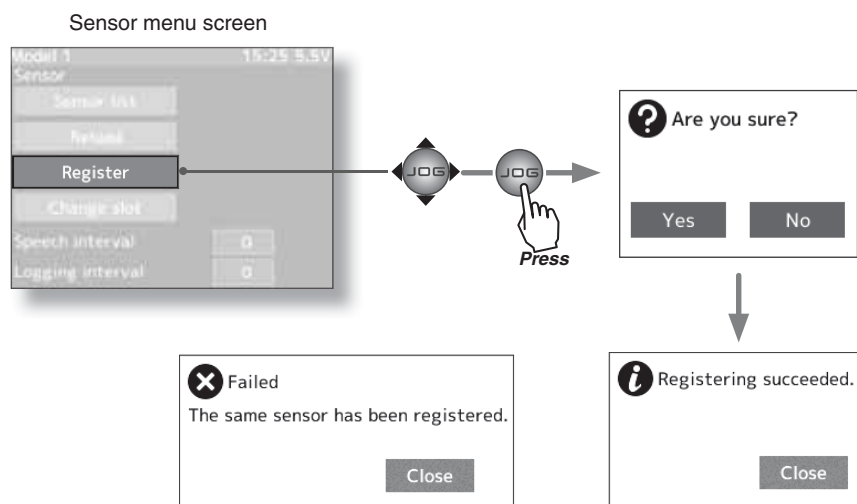 Sensor menu screen
Model 1 15:25 5.5V
Sensor
Sensor list
Reload
Register
Change slot
Speech interval 0
Logging interval 0
JOG
JOG
Press
Are you sure?
Yes No
Failed
The same sensor has been registered.
Close
Registering succeeded.
Close